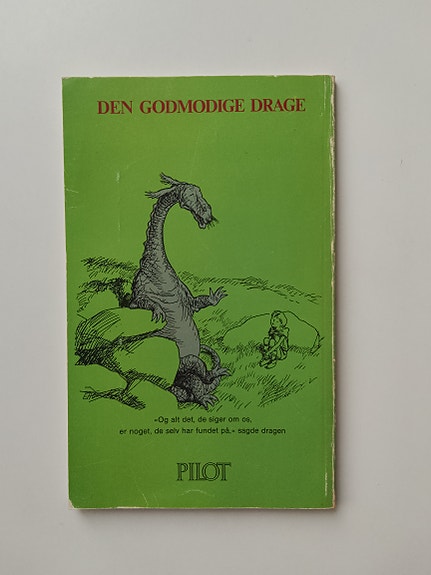 DEN GODMODIGE DRAGE
»Og alt det, de siger om os,
er noget, de selv har fundet på,« sagde dragen
PILOT